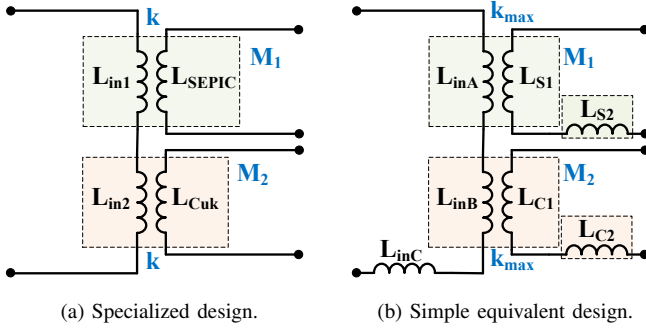 k
k_max
L_in1
L_SEPIC
M_1
L_inA
L_S1
M_1
L_S2
L_in2
L_Cuk
M_2
L_inB
L_C1
M_2
L_C2
k
L_inC
k_max
(a) Specialized design.
(b) Simple equivalent design.